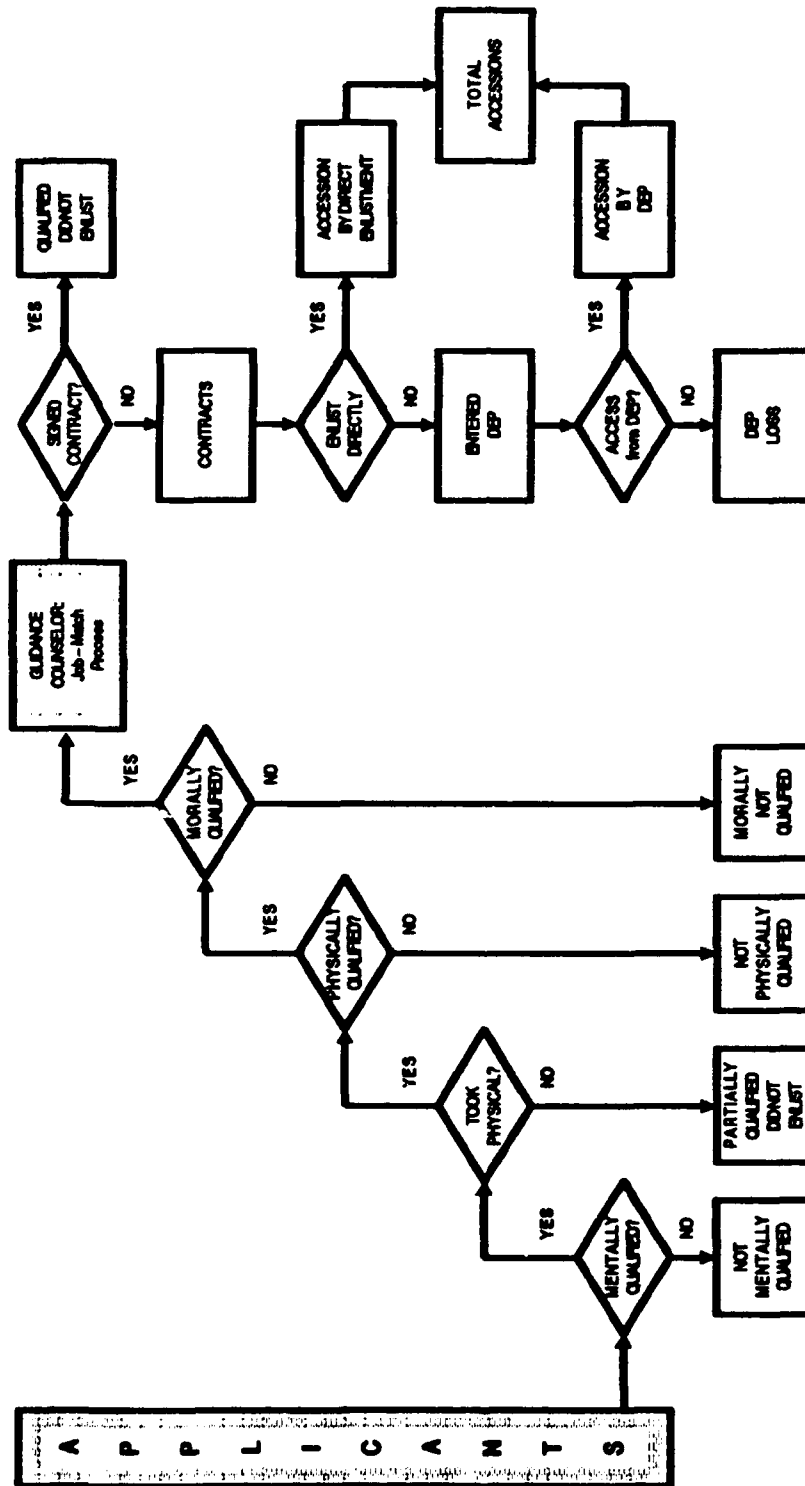 APPLICANTS
MENTALLY
QUALIFIED?
YES
NO
NOT
MENTALLY
QUALIFIED
TOOK
PHYSICAL?
YES
NO
PARTIALLY
QUALIFIED
DID NOT
ENLIST
PHYSICALLY
QUALIFIED?
YES
NO
NOT
PHYSICALLY
QUALIFIED
MORALLY
QUALIFIED?
YES
NO
MORALLY
NOT
QUALIFIED
GUIDANCE
COUNSELOR:
Job-Match
Process
SIGNED
CONTRACT?
YES
NO
QUALIFIED
DID NOT
ENLIST
CONTRACTS
ENLIST
DIRECTLY
YES
NO
ACCESSION
BY DIRECT
ENLISTMENT
ENTERED
DEP
ACCESS
from DEP?
YES
NO
ACCESSION
BY
DEP
DEP
LOSS
TOTAL
ACCESSIONS